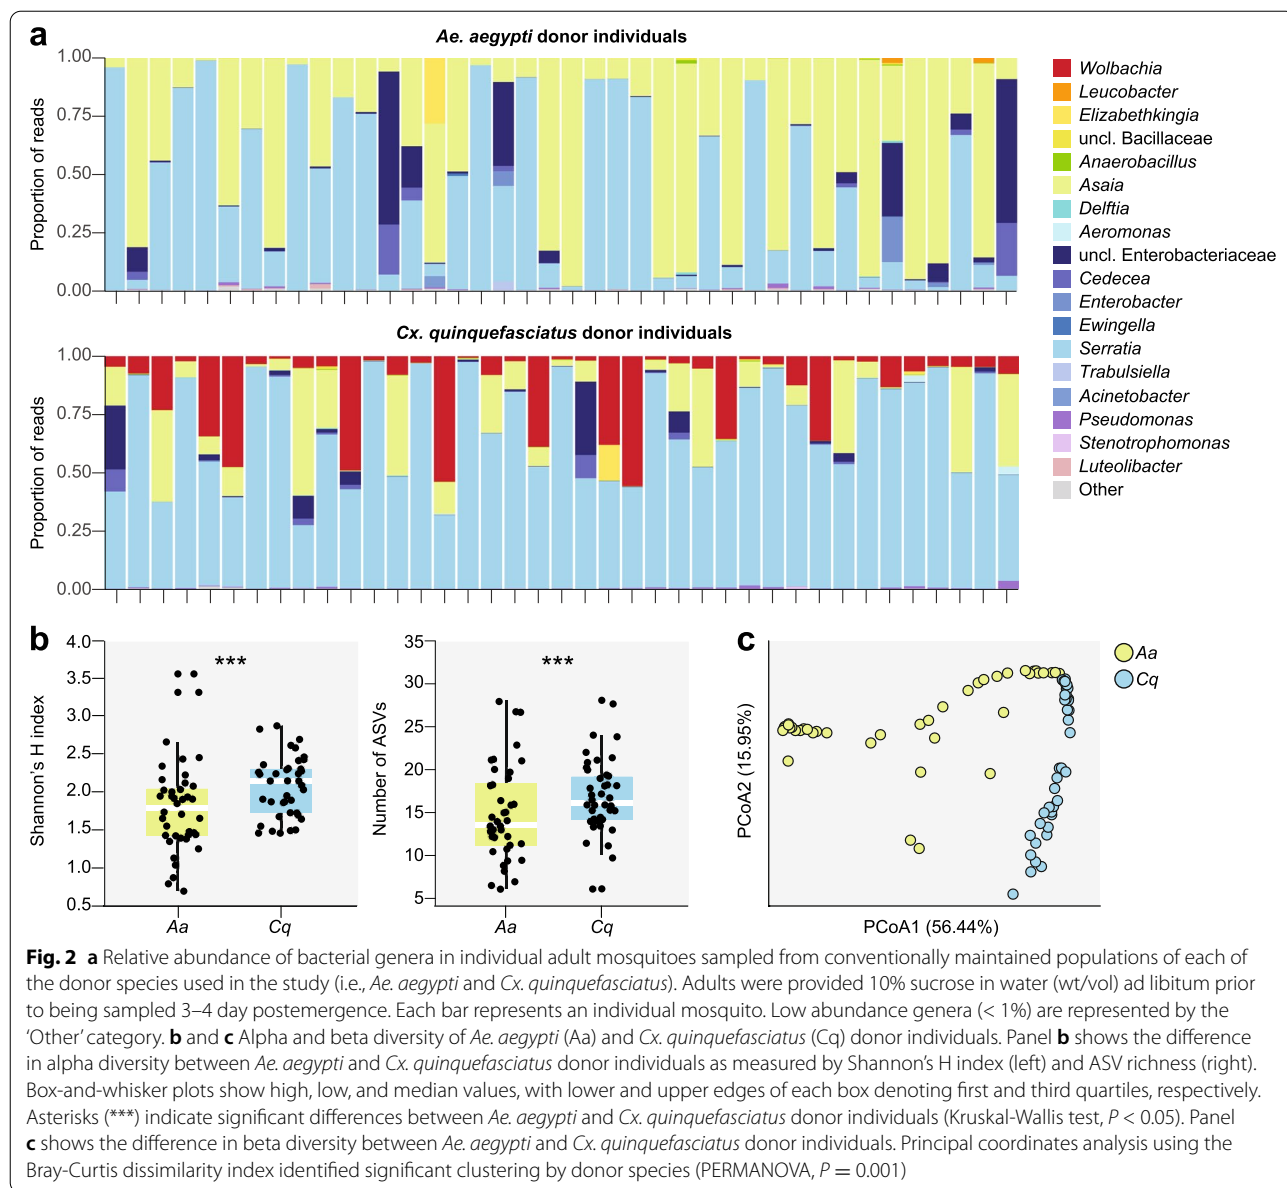 a
Ae. aegypti donor individuals
1.00
0.75
0.50
0.25
0.00
Proportion of reads
Wolbachia
Leucobacter
Elizabethkingia
uncl. Bacillaceae
Anaerobacillus
Asaia
Delftia
Aeromonas
uncl. Enterobacteriaceae
Cedecea
Enterobacter
Ewingella
Serratia
Trabulsiella
Acinetobacter
Pseudomonas
Stenotrophomonas
Luteolibacter
Other
Cx. quinquefasciatus donor individuals
1.00
0.75
0.50
0.25
0.00
Proportion of reads
b
4.0
3.5
3.0
2.5
2.0
1.5
1.0
0.5
Shannon's H index
***
Aa Cq
35
30
25
20
15
10
5
Number of ASVs
***
Aa Cq
c
Aa
Cq
PCoA2 (15.95%)
PCoA1 (56.44%)
Fig. 2 a Relative abundance of bacterial genera in individual adult mosquitoes sampled from conventionally maintained populations of each of
the donor species used in the study (i.e., Ae. aegypti and Cx. quinquefasciatus). Adults were provided 10% sucrose in water (wt/vol) ad libitum prior
to being sampled 3–4 day postemergence. Each bar represents an individual mosquito. Low abundance genera (< 1%) are represented by the
‘Other’ category. b and c Alpha and beta diversity of Ae. aegypti (Aa) and Cx. quinquefasciatus (Cq) donor individuals. Panel b shows the difference
in alpha diversity between Ae. aegypti and Cx. quinquefasciatus donor individuals as measured by Shannon’s H index (left) and ASV richness (right).
Box-and-whisker plots show high, low, and median values, with lower and upper edges of each box denoting first and third quartiles, respectively.
Asterisks (***) indicate significant differences between Ae. aegypti and Cx. quinquefasciatus donor individuals (Kruskal-Wallis test, P < 0.05). Panel
c shows the difference in beta diversity between Ae. aegypti and Cx. quinquefasciatus donor individuals. Principal coordinates analysis using the
Bray-Curtis dissimilarity index identified significant clustering by donor species (PERMANOVA, P = 0.001)